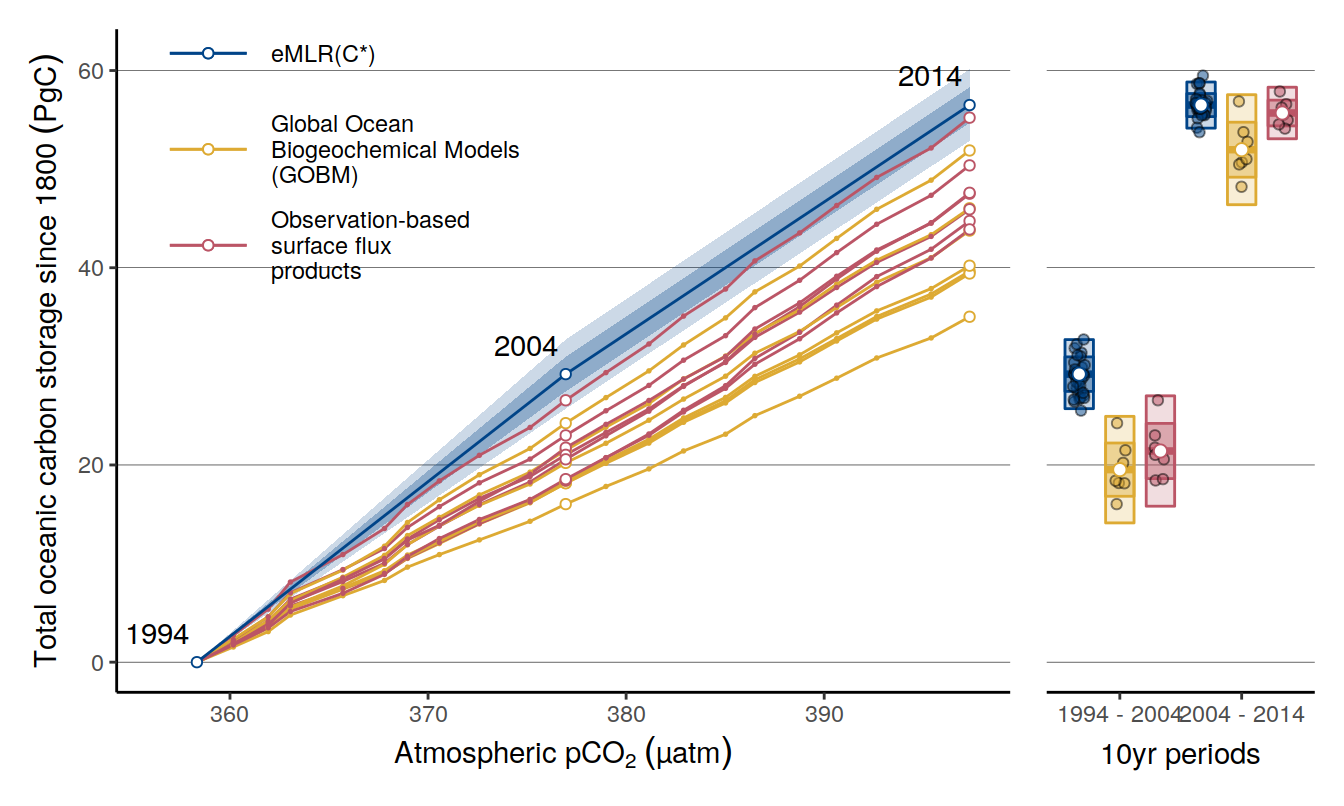 eMLR(C*)
Global Ocean
Biogeochemical Models
(GOBM)
Observation-based
surface flux
products
Total oceanic carbon storage since 1800 (PgC)
60
40
20
0
1994
2004
2014
360
370
380
390
Atmospheric pCO₂ (µatm)
1994 - 2004
2004 - 2014
10yr periods